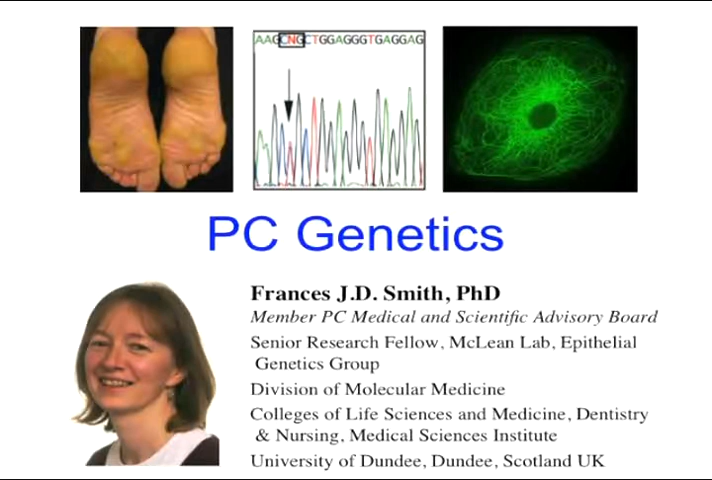 AAGCNGCTGGAGGGTGAGGAG
PC Genetics
Frances J.D. Smith, PhD
Member PC Medical and Scientific Advisory Board
Senior Research Fellow, McLean Lab, Epithelial
Genetics Group
Division of Molecular Medicine
Colleges of Life Sciences and Medicine, Dentistry
& Nursing, Medical Sciences Institute
University of Dundee, Dundee, Scotland UK